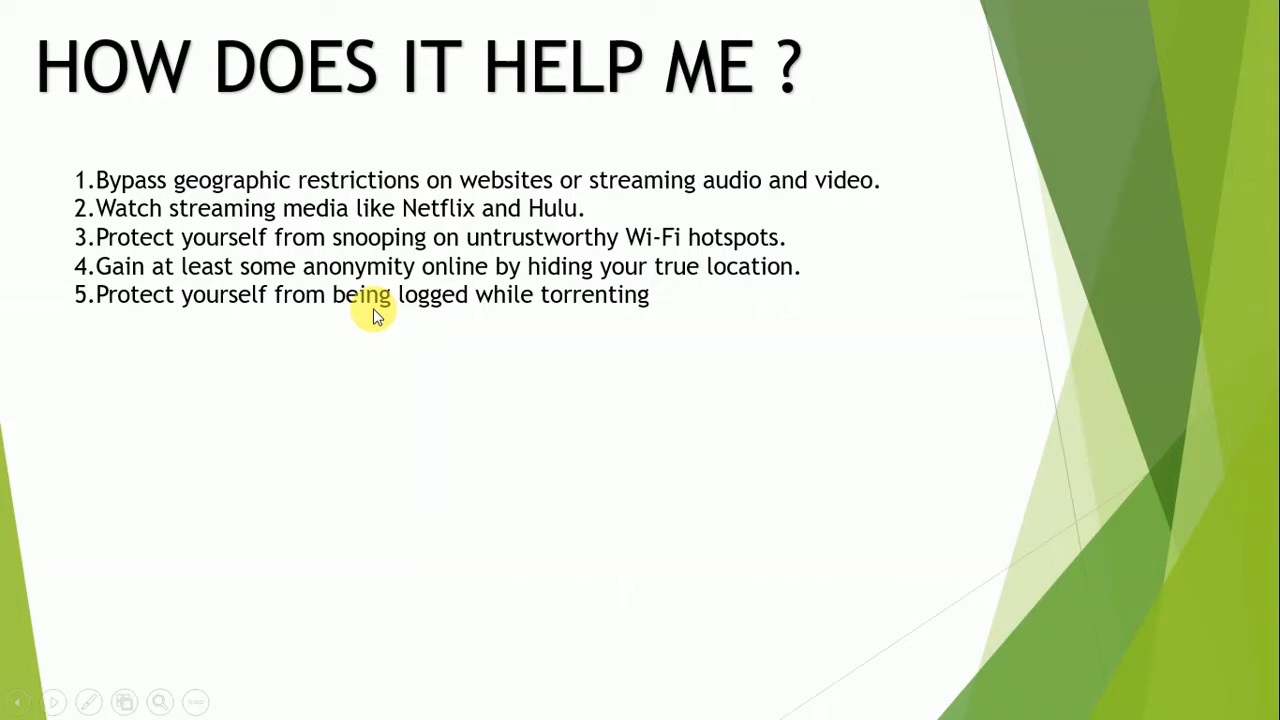 HOW DOES IT HELP ME ?
1.Bypass geographic restrictions on websites or streaming audio and video.
2.Watch streaming media like Netflix and Hulu.
3.Protect yourself from snooping on untrustworthy Wi-Fi hotspots.
4.Gain at least some anonymity online by hiding your true location.
5.Protect yourself from being logged while torrenting